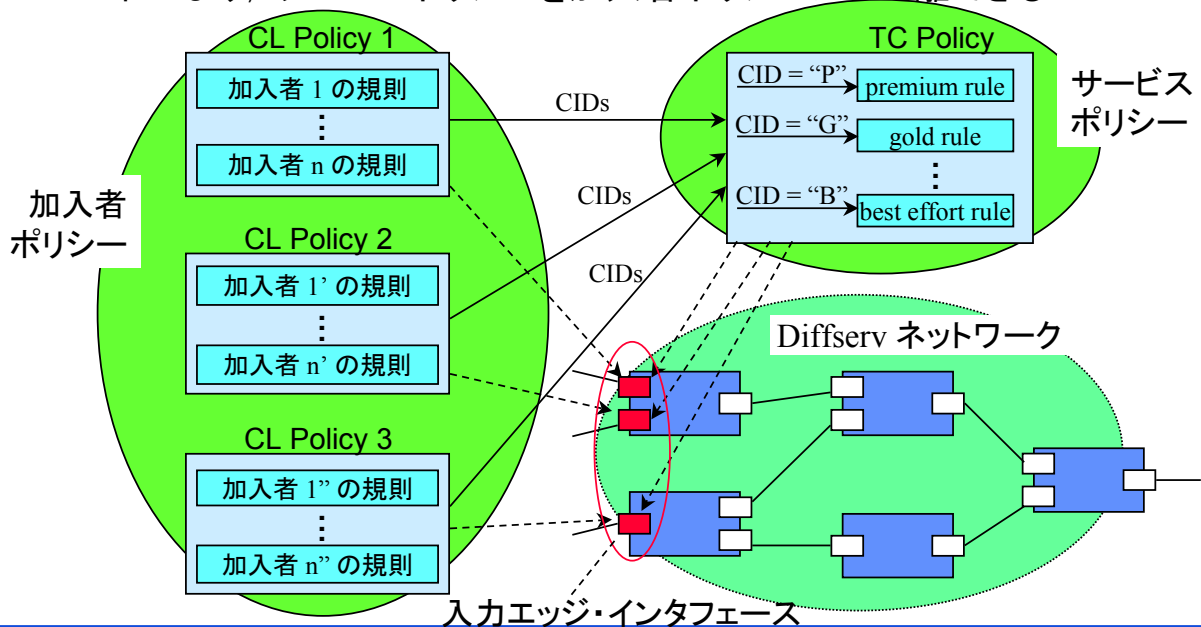 CL Policy 1
加入者 1 の規則
⋮
加入者 n の規則
加入者
ポリシー
CL Policy 2
加入者 1’ の規則
⋮
加入者 n’ の規則
CL Policy 3
加入者 1” の規則
⋮
加入者 n” の規則
CIDs
CIDs
CIDs
TC Policy
CID = “P”
premium rule
CID = “G”
gold rule
⋮
CID = “B”
best effort rule
サービス
ポリシー
Diffserv ネットワーク
入力エッジ・インタフェース